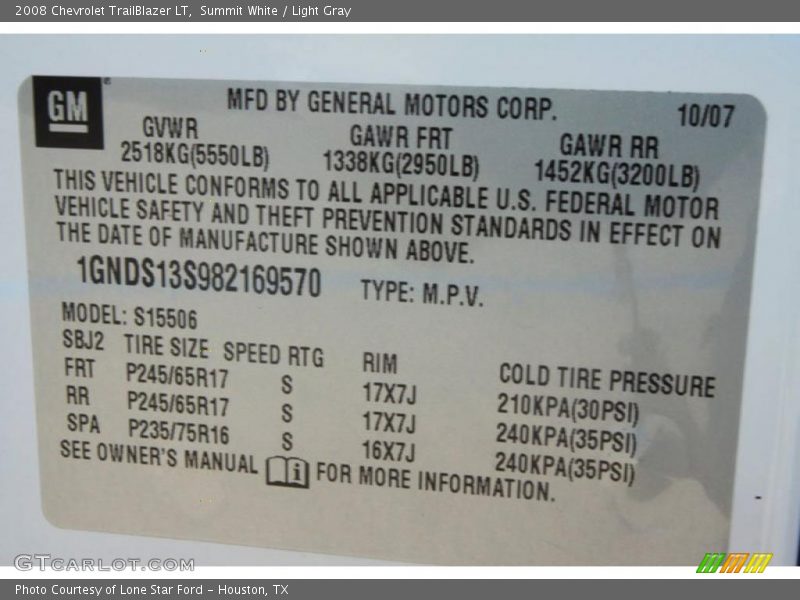 2008 Chevrolet TrailBlazer LT,  Summit White / Light Gray
GM
MFD BY GENERAL MOTORS CORP.
10/07
GVWR GAWR FRT GAWR RR
2518KG(5550LB) 1338KG(2950LB) 1452KG(3200LB)
THIS VEHICLE CONFORMS TO ALL APPLICABLE U.S. FEDERAL MOTOR
VEHICLE SAFETY AND THEFT PREVENTION STANDARDS IN EFFECT ON
THE DATE OF MANUFACTURE SHOWN ABOVE.
1GNDS13S982169570 TYPE: M.P.V.
MODEL: S15506
SBJ2 TIRE SIZE SPEED RTG RIM COLD TIRE PRESSURE
FRT P245/65R17 S 17X7J 210KPA(30PSI)
RR P245/65R17 S 17X7J 240KPA(35PSI)
SPA P235/75R16 S 16X7J 240KPA(35PSI)
SEE OWNER'S MANUAL i FOR MORE INFORMATION.
GTcarlot.com
Photo Courtesy of Lone Star Ford - Houston, TX